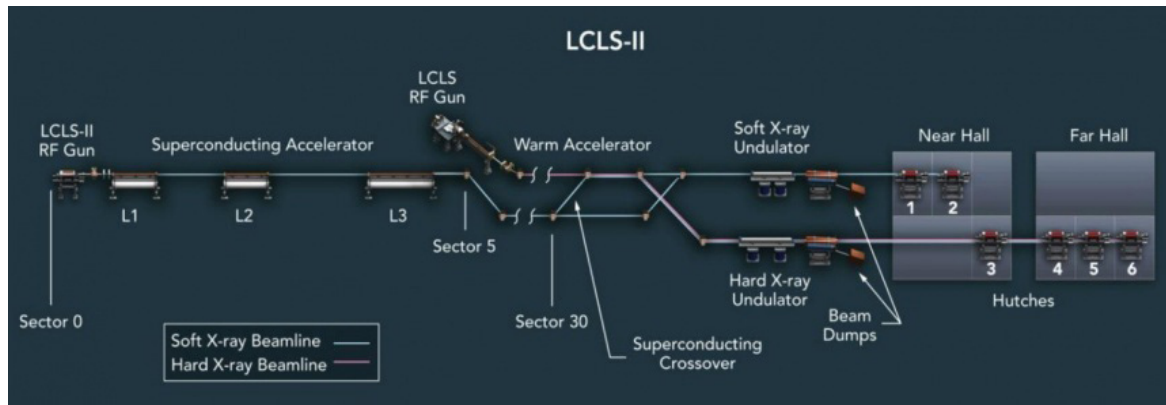 LCLS-II
LCLS
RF Gun
LCLS-II
RF Gun
Superconducting Accelerator
Warm Accelerator
Soft X-ray
Undulator
Near Hall
Far Hall
L1
L2
L3
1
2
Sector 5
3
4
5
6
Hard X-ray
Undulator
Hutches
Sector 0
Sector 30
Beam
Dumps
Soft X-ray Beamline
Hard X-ray Beamline
Superconducting
Crossover